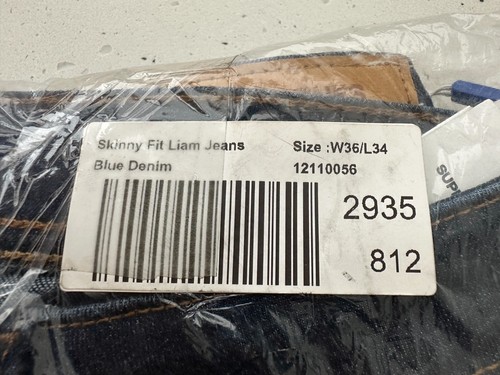 Skinny Fit Liam Jeans
Blue Denim
Size :W36/L34
12110056
2935
812
SUP